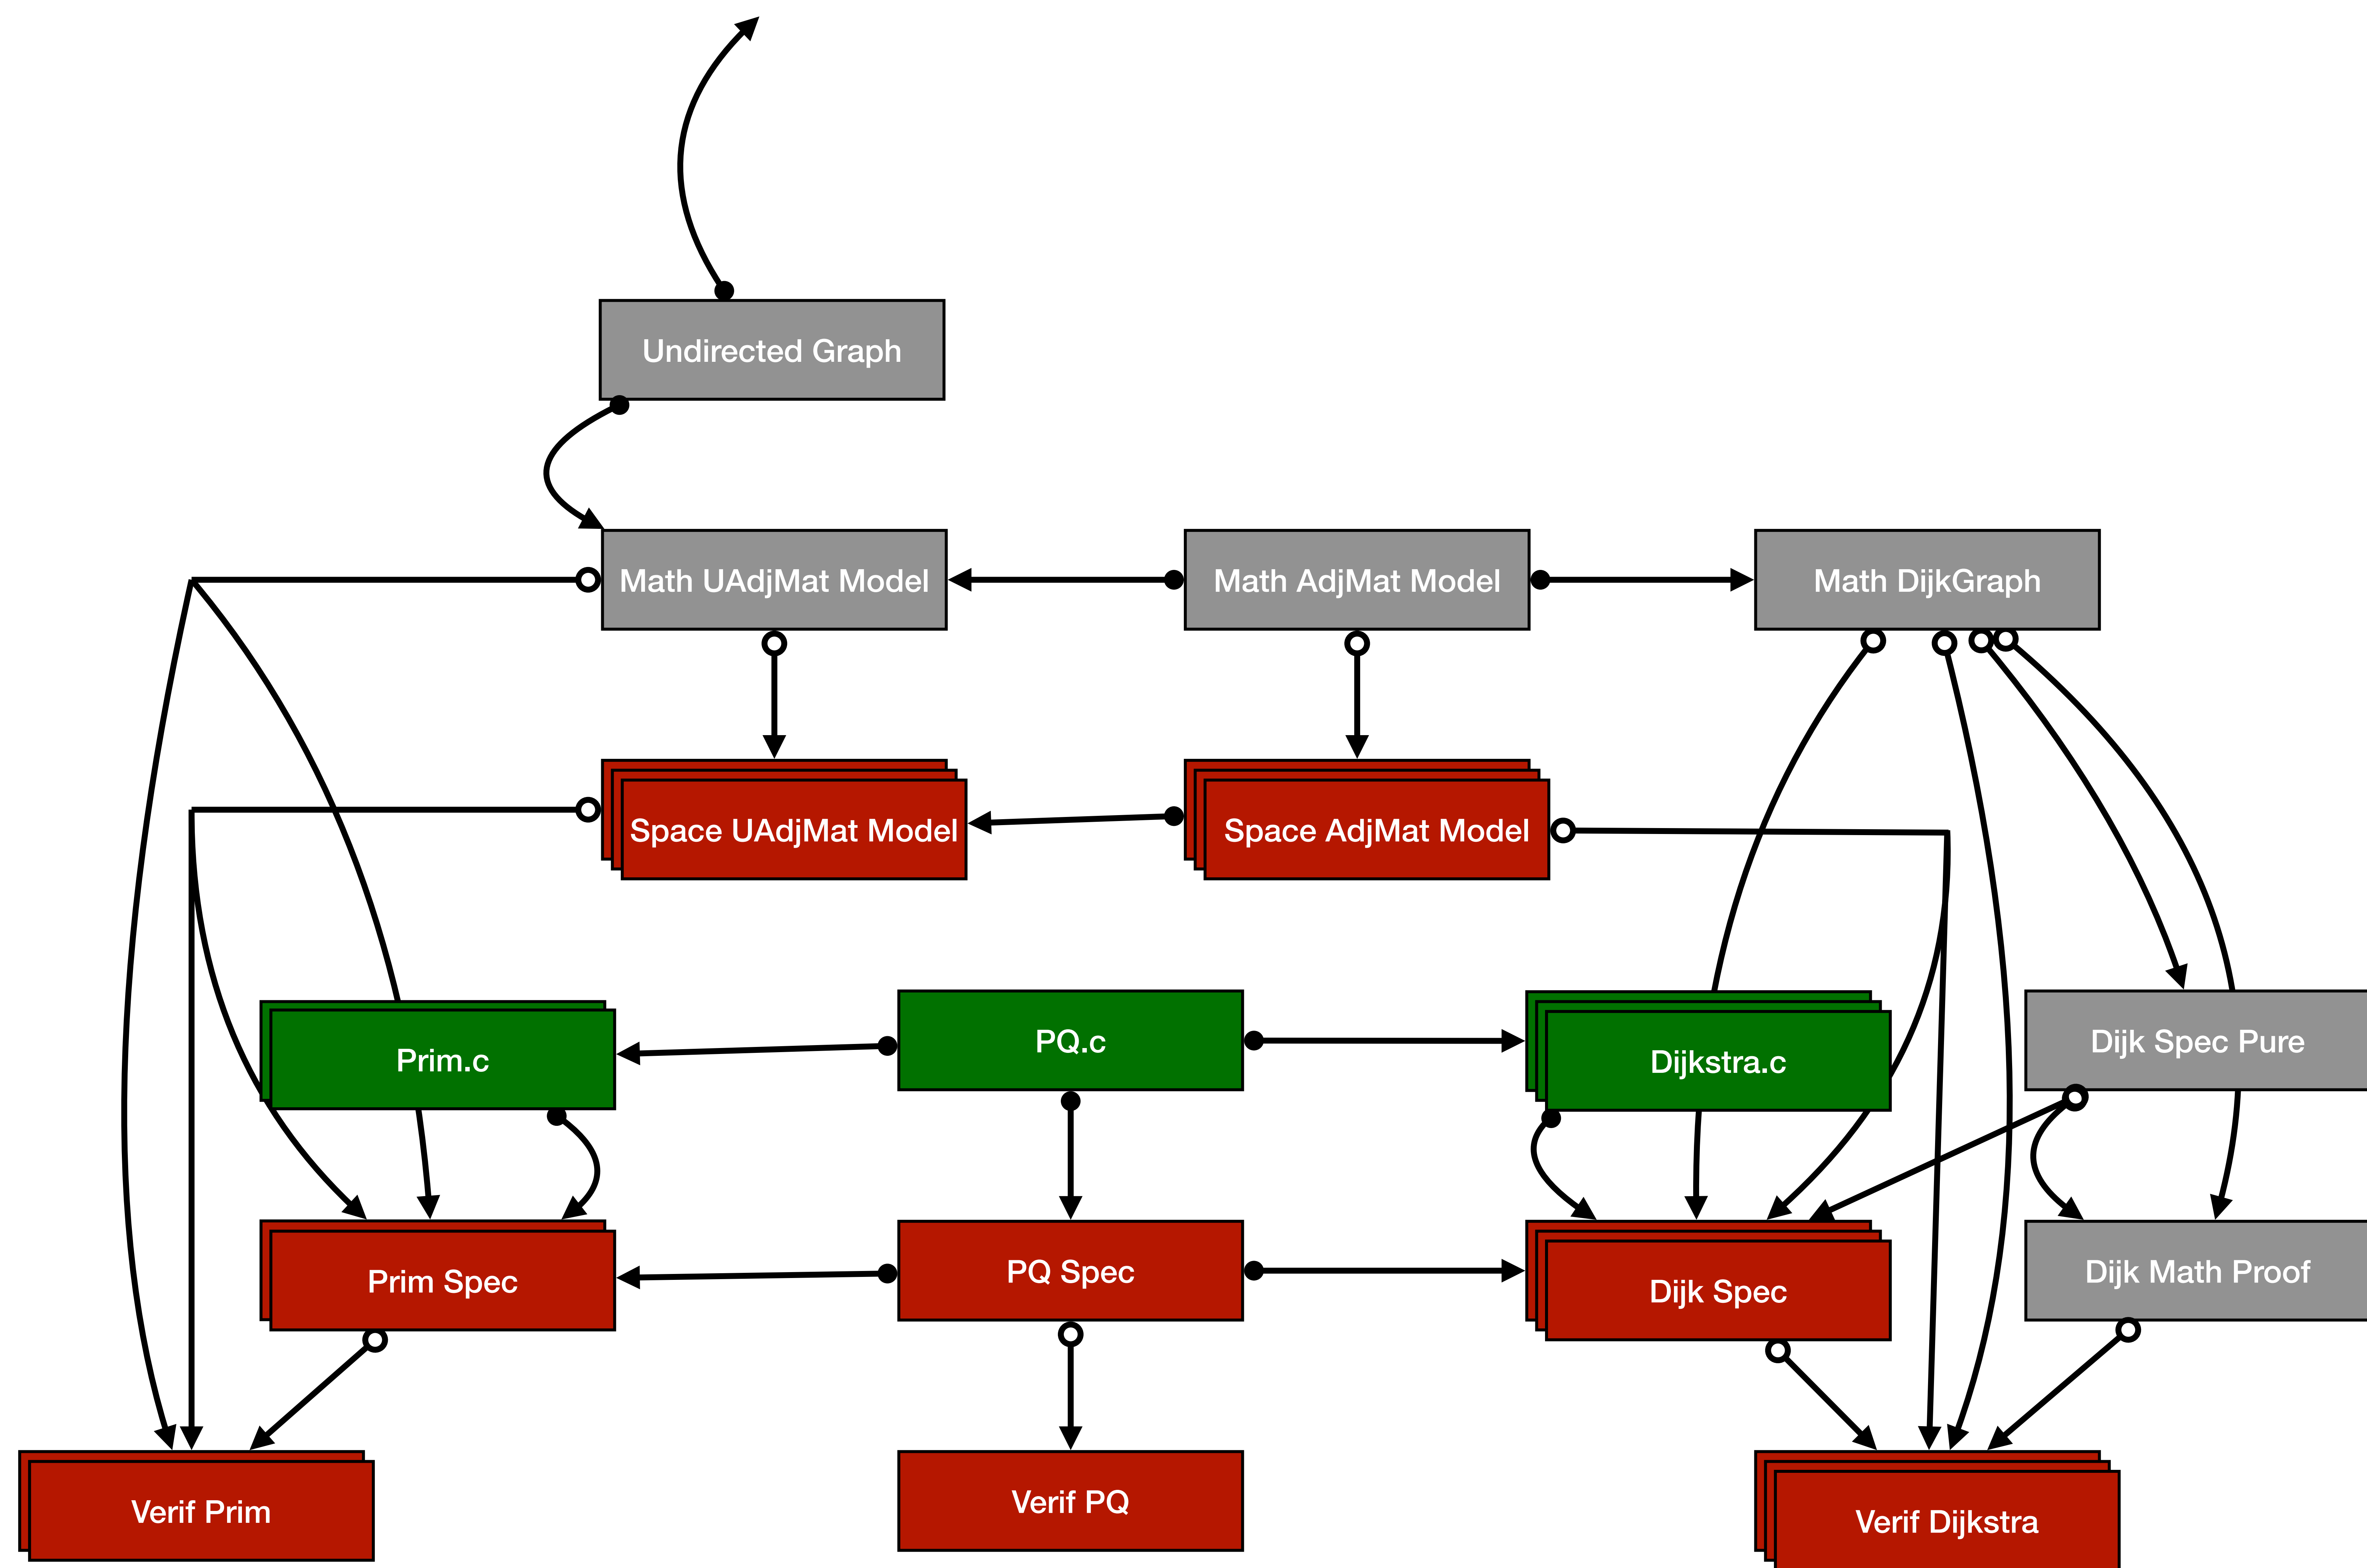 Undirected Graph
Math UAdjMat Model
Math AdjMat Model
Math DijkGraph
Space UAdjMat Model
Space AdjMat Model
Prim.c
PQ.c
Dijkstra.c
Dijk Spec Pure
Prim Spec
PQ Spec
Dijk Spec
Dijk Math Proof
Verif Prim
Verif PQ
Verif Dijkstra